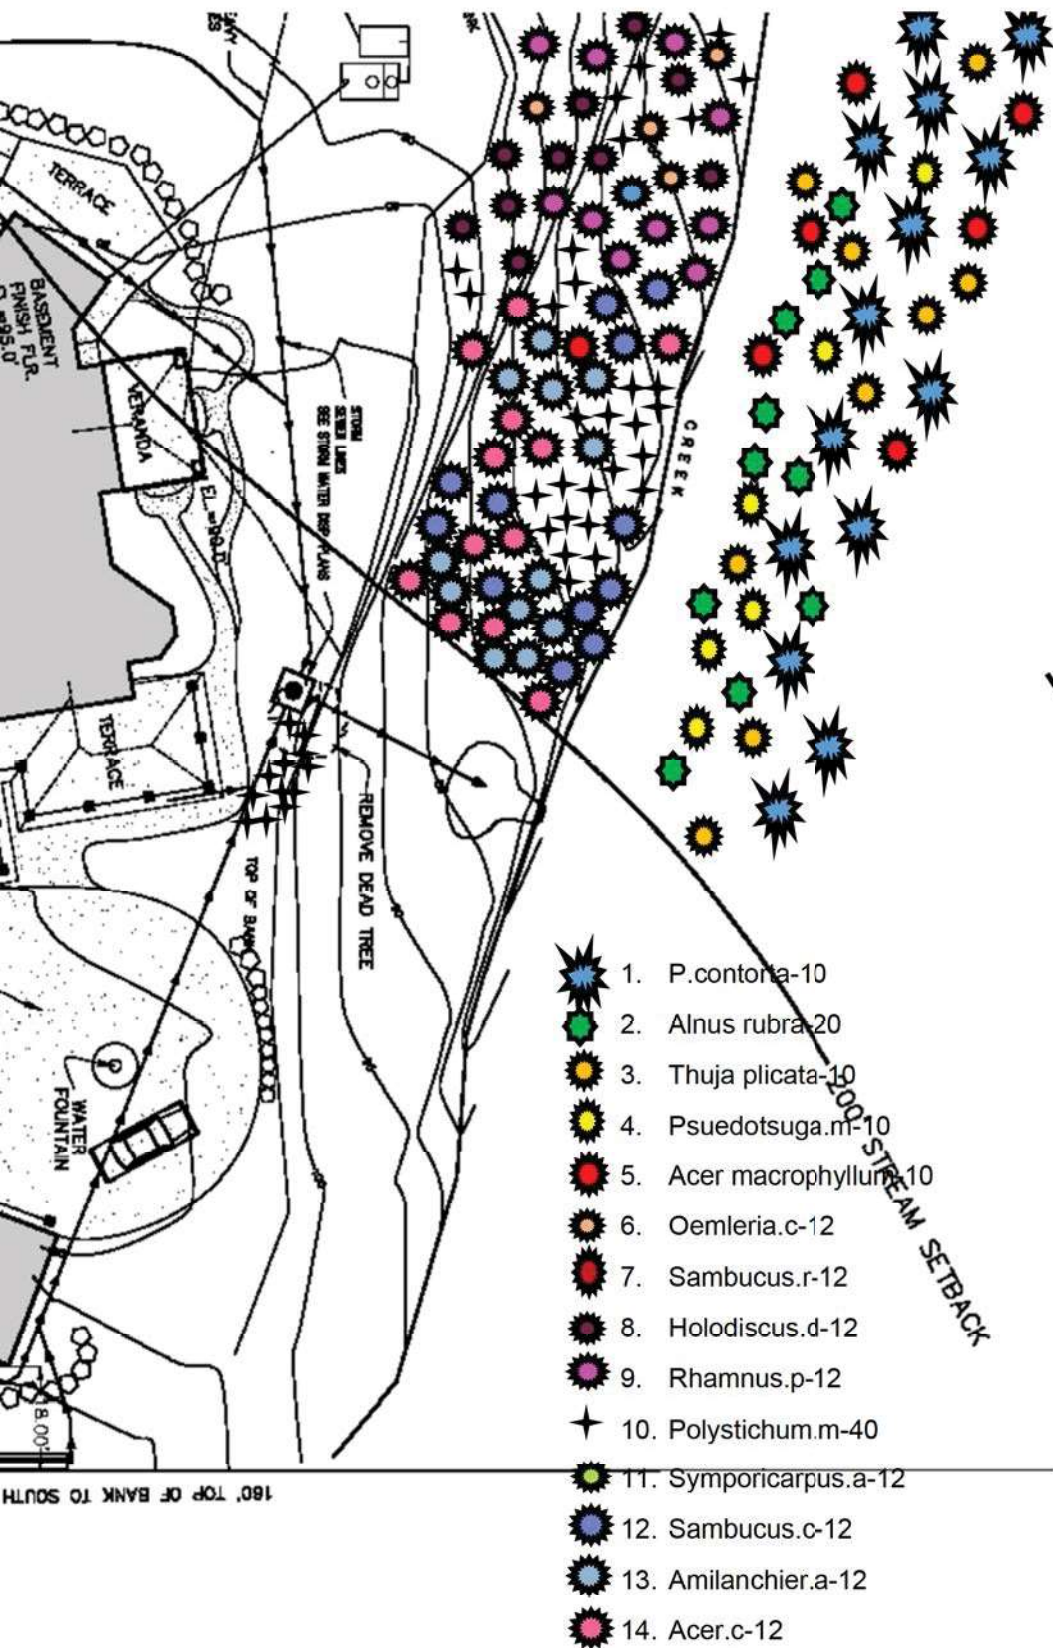 TERRACE
BASEMENT
FINISH FLR.
VERANDA
STORM
SEWER LINES
SEE STORM WATER DISP. PLANS
CREEK
TERRACE
REMOVE DEAD TREE
TOP OF BANK
WATER
FOUNTAIN
200' STREAM SETBACK
18.00'
160' TOP OF BANK TO SOUTH
1. P.contorta-10
2. Alnus rubra-20
3. Thuja plicata-10
4. Psuedotsuga.m-10
5. Acer macrophyllum-10
6. Oemleria.c-12
7. Sambucus.r-12
8. Holodiscus.d-12
9. Rhamnus.p-12
10. Polystichum.m-40
11. Symporicarpus.a-12
12. Sambucus.c-12
13. Amilanchier.a-12
14. Acer.c-12